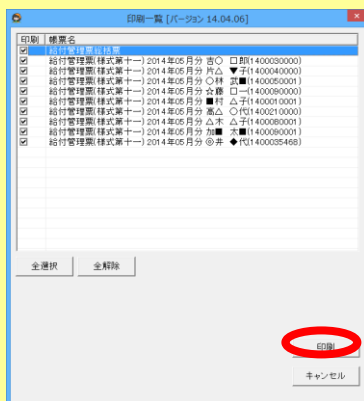 印刷一覧 [バージョン 14.04.06]
印刷 帳票名
給付管理票総括票
給付管理票(様式第十一) 2014年05月分 吉○ □郎(1400030000)
給付管理票(様式第十一) 2014年05月分 片△ ▼子(1400040000)
給付管理票(様式第十一) 2014年05月分 ○林 武■(1400050001)
給付管理票(様式第十一) 2014年05月分 ☆藤 □一(1400090000)
給付管理票(様式第十一) 2014年05月分 ■村 △子(1400010001)
給付管理票(様式第十一) 2014年05月分 髙△ ○代(1400210000)
給付管理票(様式第十一) 2014年05月分 △木 △子(1400080001)
給付管理票(様式第十一) 2014年05月分 加■ 太■(1400090001)
給付管理票(様式第十一) 2014年05月分 ◎井 ◆代(1400035468)
全選択 全解除
印刷
キャンセル